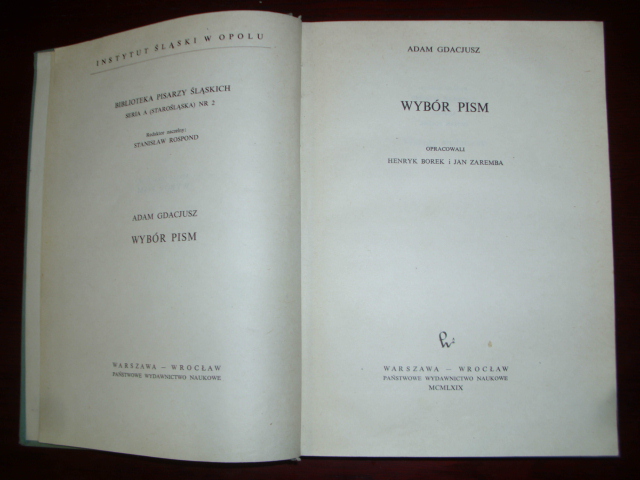 INSTYTUT ŚLĄSKI W OPOLU
BIBLIOTEKA PISARZY ŚLĄSKICH
SERIA A (STAROŚLĄSKA) NR 2
Redaktor naczelny:
STANISŁAW ROSPOND
ADAM GDACJUSZ
WYBÓR PISM
WARSZAWA – WROCŁAW
PAŃSTWOWE WYDAWNICTWO NAUKOWE
ADAM GDACJUSZ
WYBÓR PISM
OPRACOWALI
HENRYK BOREK i JAN ZAREMBA
WARSZAWA – WROCŁAW
PAŃSTWOWE WYDAWNICTWO NAUKOWE
MCMLXIX